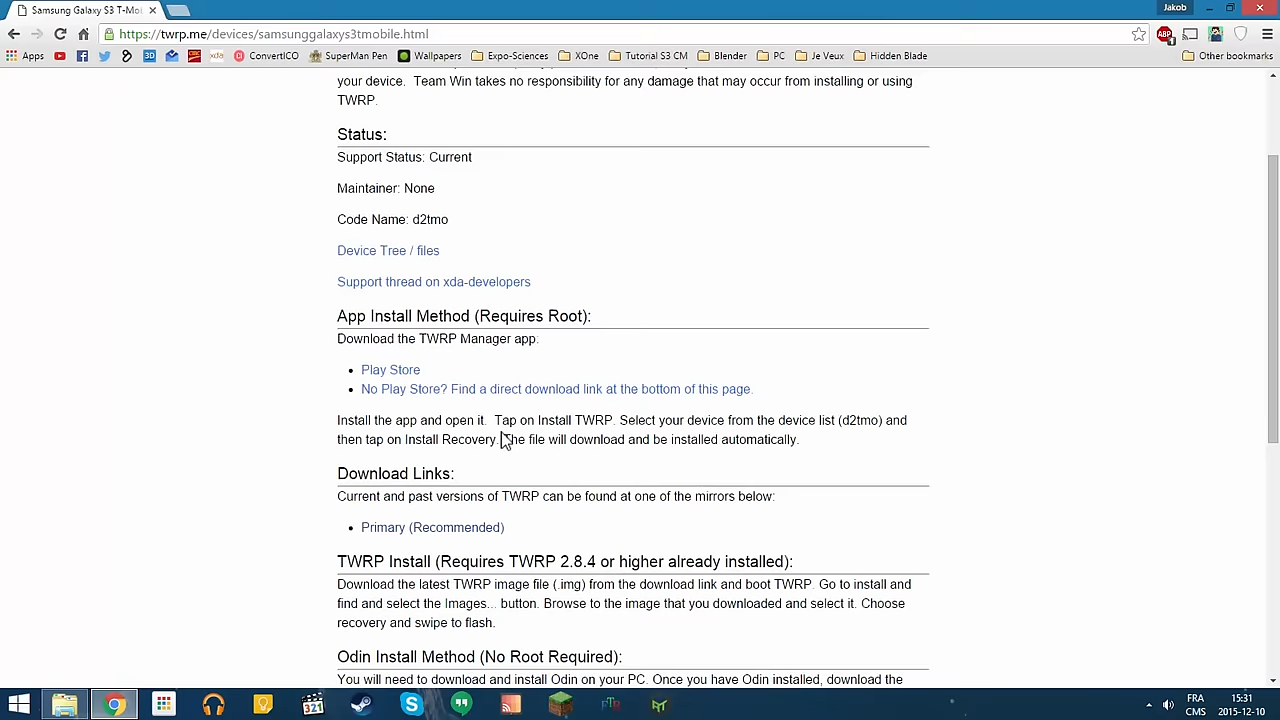 Samsung Galaxy S3 T-Mo
Jakob
https://twrp.me/devices/samsunggalaxys3tmobile.html
Apps
ConvertICO
SuperMan Pen
Wallpapers
Expo-Sciences
XOne
Tutorial S3 CM
Blender
PC
Je Veux
Hidden Blade
Other bookmarks
your device. Team Win takes no responsibility for any damage that may occur from installing or using
TWRP.
Status:
Support Status: Current
Maintainer: None
Code Name: d2tmo
Device Tree / files
Support thread on xda-developers
App Install Method (Requires Root):
Download the TWRP Manager app:
Play Store
No Play Store? Find a direct download link at the bottom of this page.
Install the app and open it. Tap on Install TWRP. Select your device from the device list (d2tmo) and
then tap on Install Recovery. The file will download and be installed automatically.
Download Links:
Current and past versions of TWRP can be found at one of the mirrors below:
Primary (Recommended)
TWRP Install (Requires TWRP 2.8.4 or higher already installed):
Download the latest TWRP image file (.img) from the download link and boot TWRP. Go to install and
find and select the Images... button. Browse to the image that you downloaded and select it. Choose
recovery and swipe to flash.
Odin Install Method (No Root Required):
You will need to download and install Odin on your PC. Once you have Odin installed, download the
321
FRA
CMS
15:31
2015-12-10